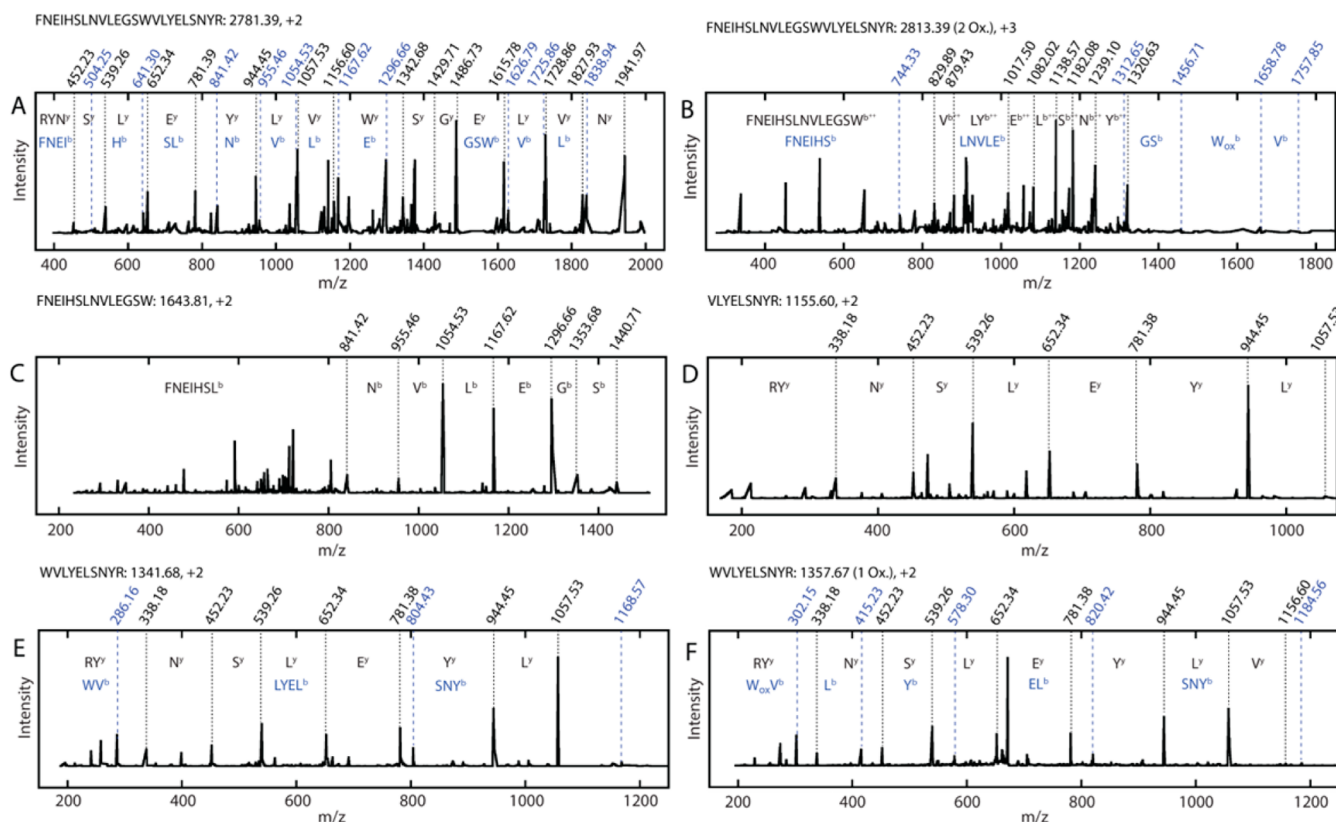 FNEIHSLNVLEGSWVLYELSNYR: 2781.39, +2
452.23 504.25 539.26 641.30 652.34 781.39 841.42 944.45 955.46 1054.53 1057.53 1156.60 1167.62 1296.66 1342.68 1429.71 1486.73 1615.78 1626.79 1725.86 1728.86 1827.93 1838.94 1941.97
A
RYNʸ Sʸ Lʸ Eʸ Yʸ Lʸ Vʸ Wʸ Sʸ Gʸ Eʸ Lʸ Vʸ Nʸ
FNEIᵇ Hᵇ SLᵇ Nᵇ Vᵇ Lᵇ Eᵇ GSWᵇ Vᵇ Lᵇ
Intensity
400 600 800 1000 1200 1400 1600 1800 2000
m/z
FNEIHSLNVLEGSWVLYELSNYR: 2813.39 (2 Ox.), +3
744.33 829.89 879.43 1017.50 1082.02 1138.57 1182.08 1239.10 1312.65 1320.63 1456.71 1658.78 1757.85
B
FNEIHSLNVLEGSWᵇ⁺⁺ Vᵇ⁺⁺ LYᵇ⁺⁺ Eᵇ⁺⁺ Lᵇ⁺⁺ Sᵇ⁺⁺ Nᵇ⁺⁺ Yᵇ⁺⁺
FNEIHSᵇ LNVLEᵇ GSᵇ Wₒₓᵇ Vᵇ
Intensity
400 600 800 1000 1200 1400 1600 1800
m/z
FNEIHSLNVLEGSW: 1643.81, +2
841.42 955.46 1054.53 1167.62 1296.66 1353.68 1440.71
C
FNEIHSLᵇ Nᵇ Vᵇ Lᵇ Eᵇ Gᵇ Sᵇ
Intensity
200 400 600 800 1000 1200 1400
m/z
VLYELSNYR: 1155.60, +2
338.18 452.23 539.26 652.34 781.38 944.45
D
RYʸ Nʸ Sʸ Lʸ Eʸ Yʸ Lʸ
Intensity
200 400 600 800 1000
m/z
WVLYELSNYR: 1341.68, +2
286.16 338.18 452.23 539.26 652.34 781.38 804.43 944.45 1057.53 1168.57
E
RYʸ Nʸ Sʸ Lʸ Eʸ Yʸ Lʸ
WVᵇ LYELᵇ SNYᵇ
Intensity
200 400 600 800 1000 1200
m/z
WVLYELSNYR: 1357.67 (1 Ox.), +2
302.15 338.18 415.23 452.23 539.26 578.30 652.34 781.38 820.42 944.45 1057.53 1156.60 1184.56
F
RYʸ Nʸ Sʸ Lʸ Eʸ Yʸ Lʸ Vʸ
WₒₓVᵇ Lᵇ Yᵇ ELᵇ SNYᵇ
Intensity
200 400 600 800 1000 1200
m/z